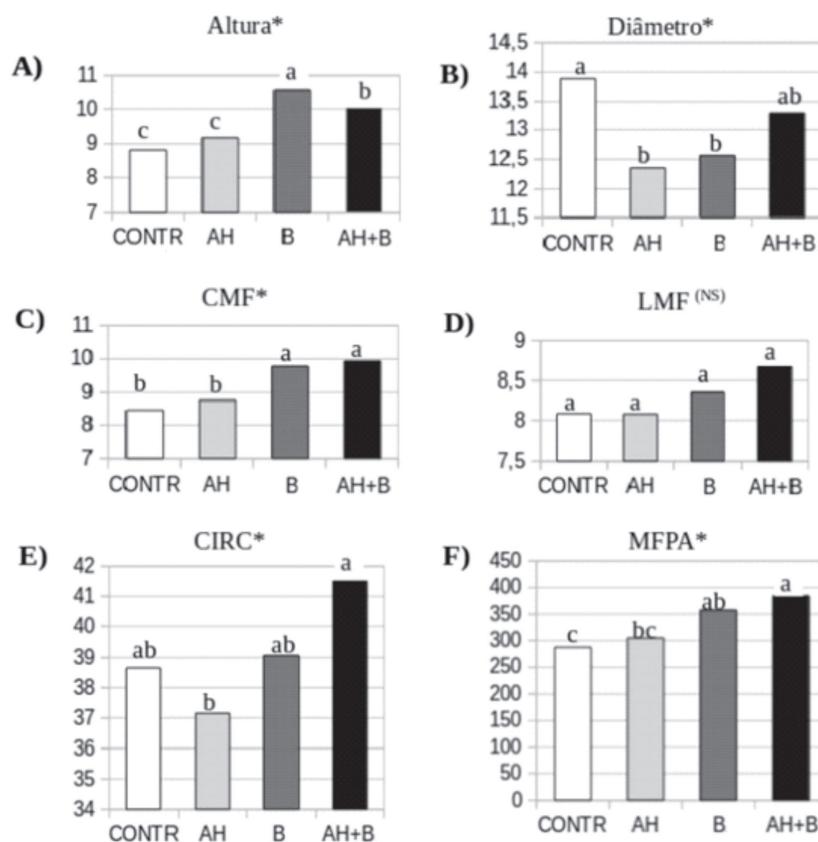 Altura*
A)
11
10
9
8
7
c
c
a
b
CONTR AH B AH+B
Diâmetro*
B)
14,5
14
13,5
13
12,5
12
11,5
a
b
b
ab
CONTR AH B AH+B
CMF*
C)
11
10
9
8
7
b
b
a
a
CONTR AH B AH+B
LMF (NS)
D)
9
8,5
8
7,5
a
a
a
a
CONTR AH B AH+B
CIRC*
E)
42
41
40
39
38
37
36
35
34
ab
b
ab
a
CONTR AH B AH+B
MFPA*
F)
450
400
350
300
250
200
150
100
50
0
c
bc
ab
a
CONTR AH B AH+B